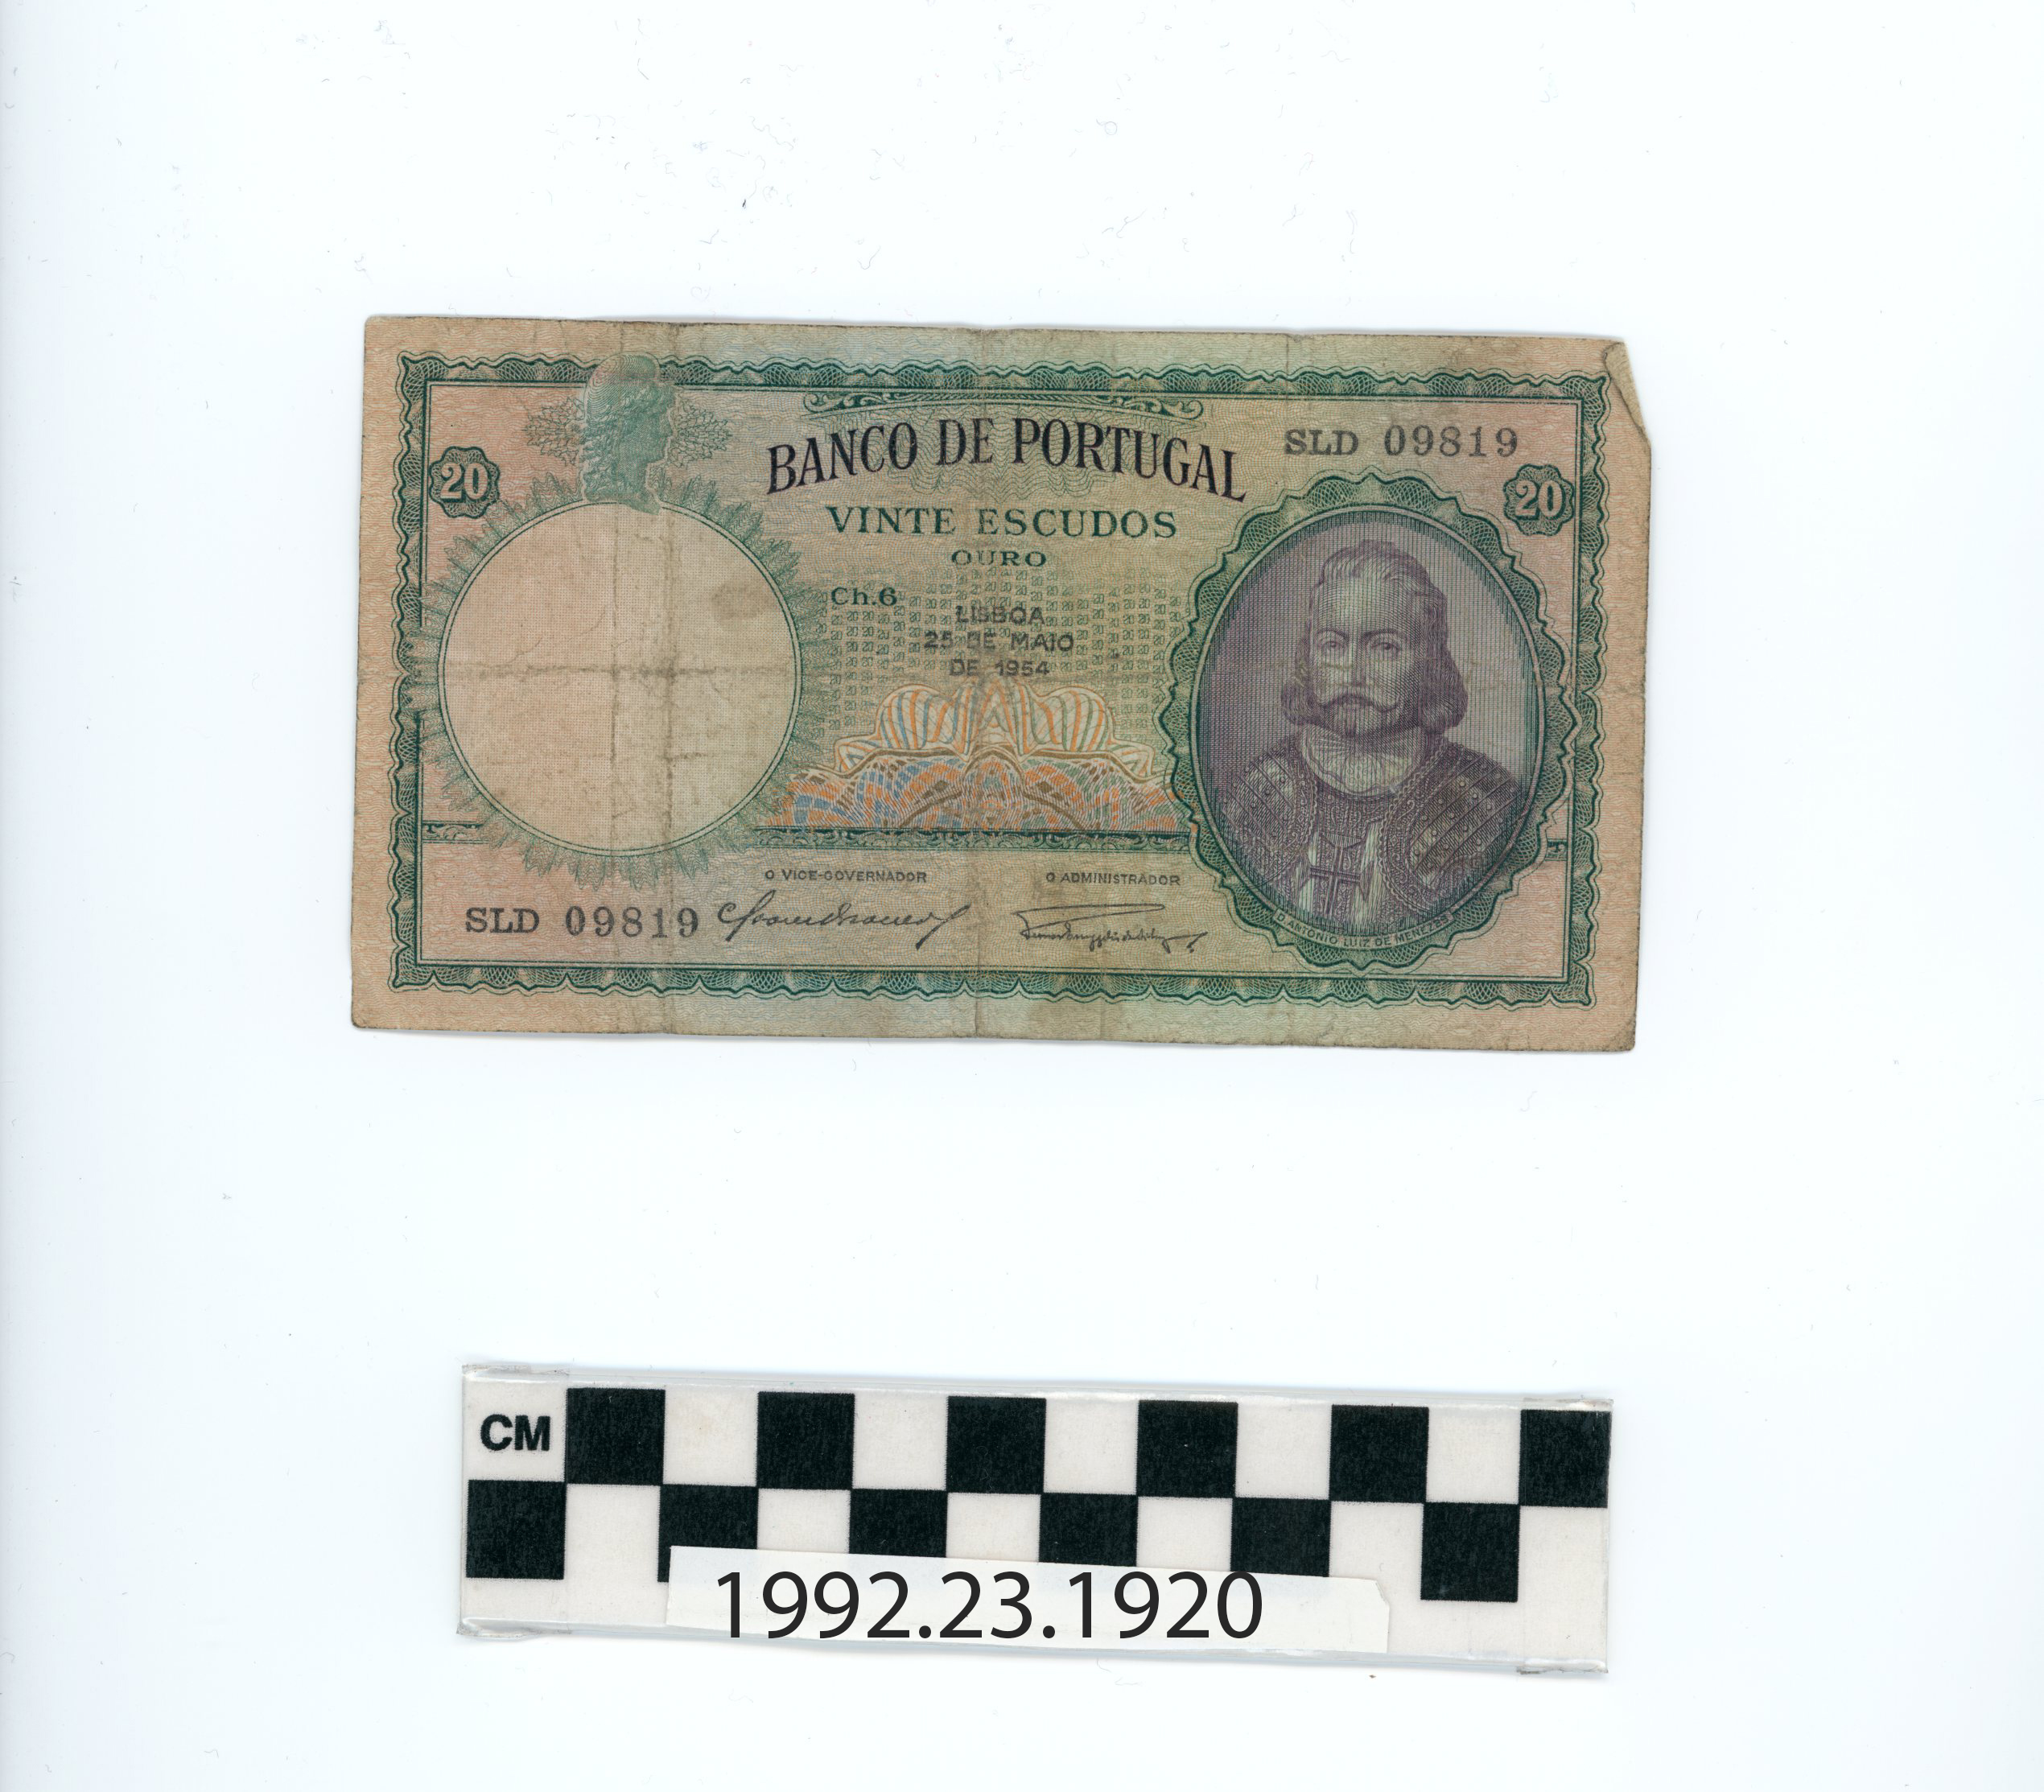 BANCO DE PORTUGAL
SLD 09819
20
20
VINTE ESCUDOS
OURO
Ch.6
LISBOA
25 DE MAIO
DE 1954
O VICE-GOVERNADOR
O ADMINISTRADOR
SLD 09819
D. ANTÓNIO LUIZ DE MENEZES
CM
1992.23.1920